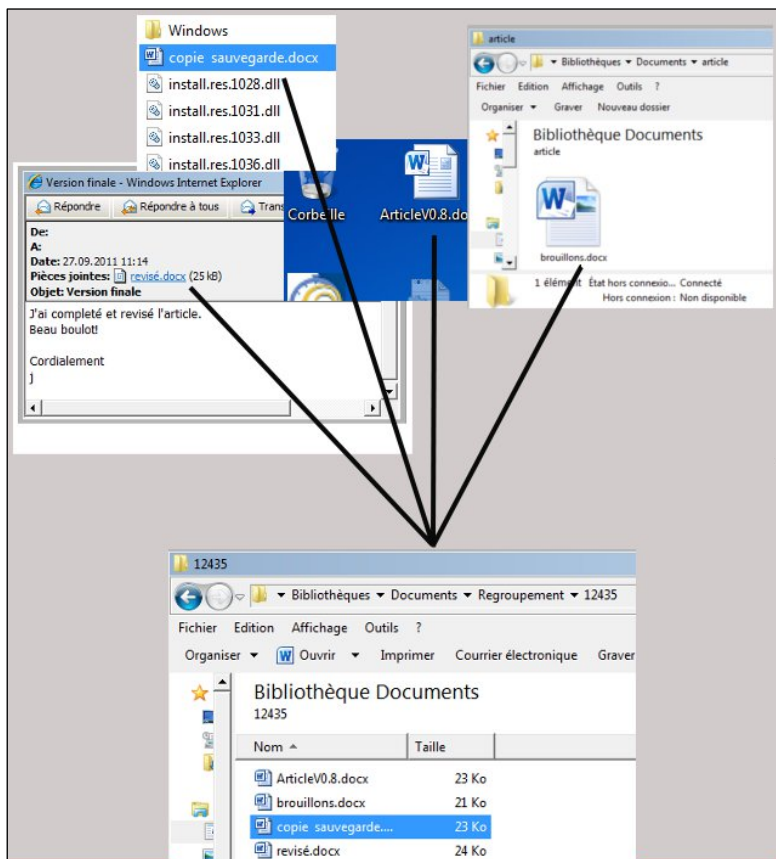 Windows
copie sauvegarde.docx
install.res.1028.dll
install.res.1031.dll
install.res.1033.dll
install.res.1036.dll
article
Bibliothèques Documents article
Fichier Edition Affichage Outils ?
Organiser Graver Nouveau dossier
Bibliothèque Documents
article
brouillons.docx
1 élément État hors connexio... Connecté
Hors connexion : Non disponible
Corbeille
ArticleV0.8.do
Version finale - Windows Internet Explorer
Répondre Répondre à tous Trans
De:
A:
Date: 27.09.2011 11:14
Pièces jointes: revisé.docx (25 kB)
Objet: Version finale
J'ai completé et revisé l'article.
Beau boulot!
Cordialement
j
12435
Bibliothèques Documents Regroupement 12435
Fichier Edition Affichage Outils ?
Organiser Ouvrir Imprimer Courrier électronique Graver
Bibliothèque Documents
12435
Nom Taille
ArticleV0.8.docx 23 Ko
brouillons.docx 21 Ko
copie sauvegarde.... 23 Ko
revisé.docx 24 Ko